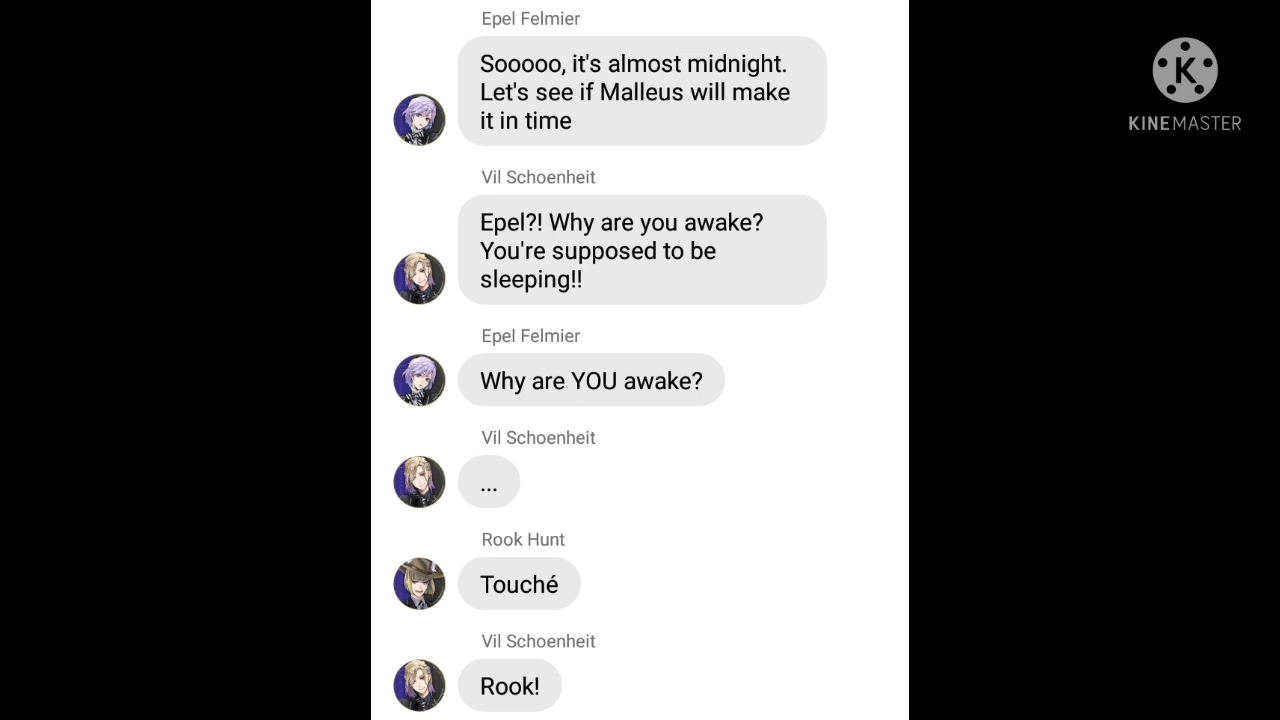 Epel Felmier
Sooooo, it's almost midnight.
Let's see if Malleus will make
it in time
Vil Schoenheit
Epel?! Why are you awake?
You're supposed to be
sleeping!!
Epel Felmier
Why are YOU awake?
Vil Schoenheit
...
Rook Hunt
Touché
Vil Schoenheit
Rook!
K
KINEMASTER